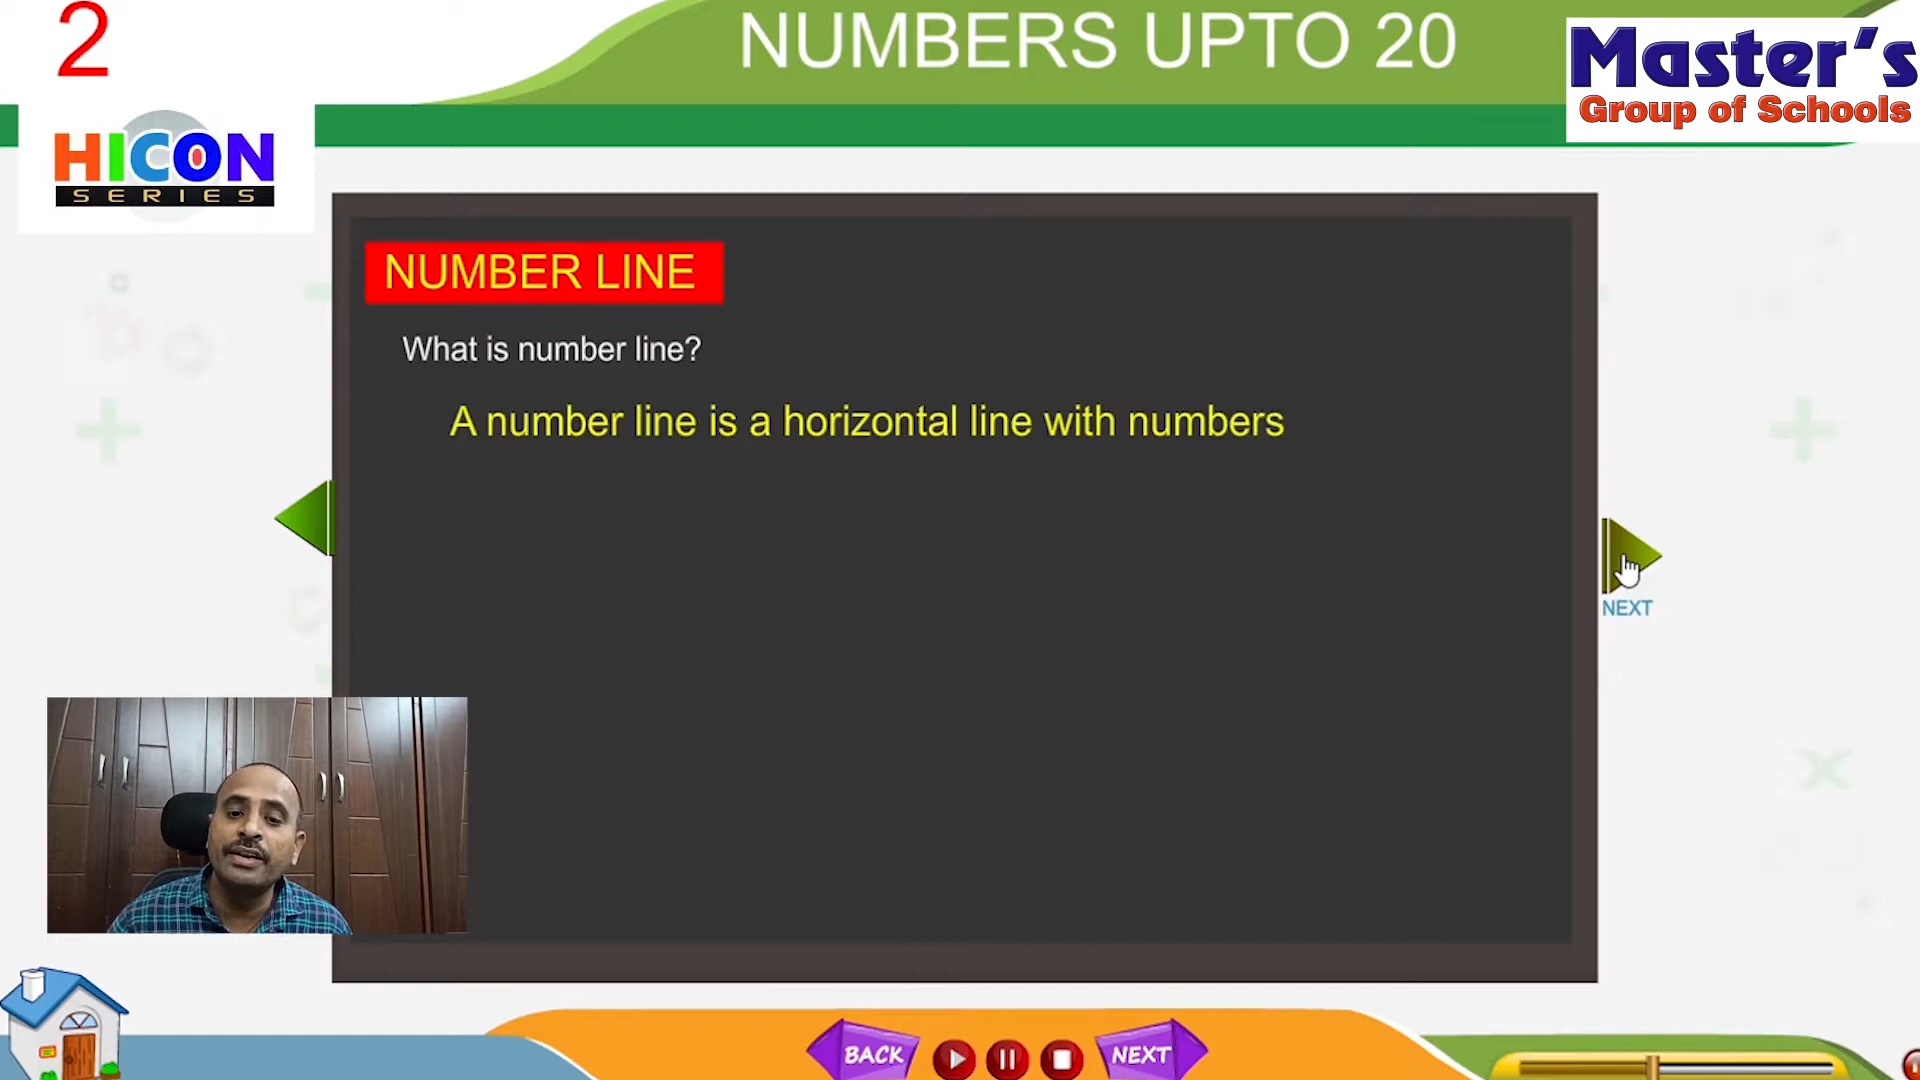 2
NUMBERS UPTO 20
Master's
Group of Schools
HICON
SERIES
NUMBER LINE
What is number line?
A number line is a horizontal line with numbers
NEXT
BACK
NEXT